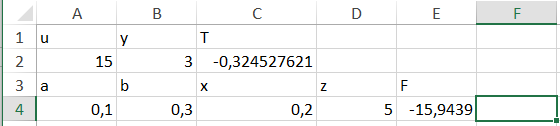 A B C D E F
1 u y T
2 15 3 -0,324527621
3 a b x z F
4 0,1 0,3 0,2 5 -15,9439